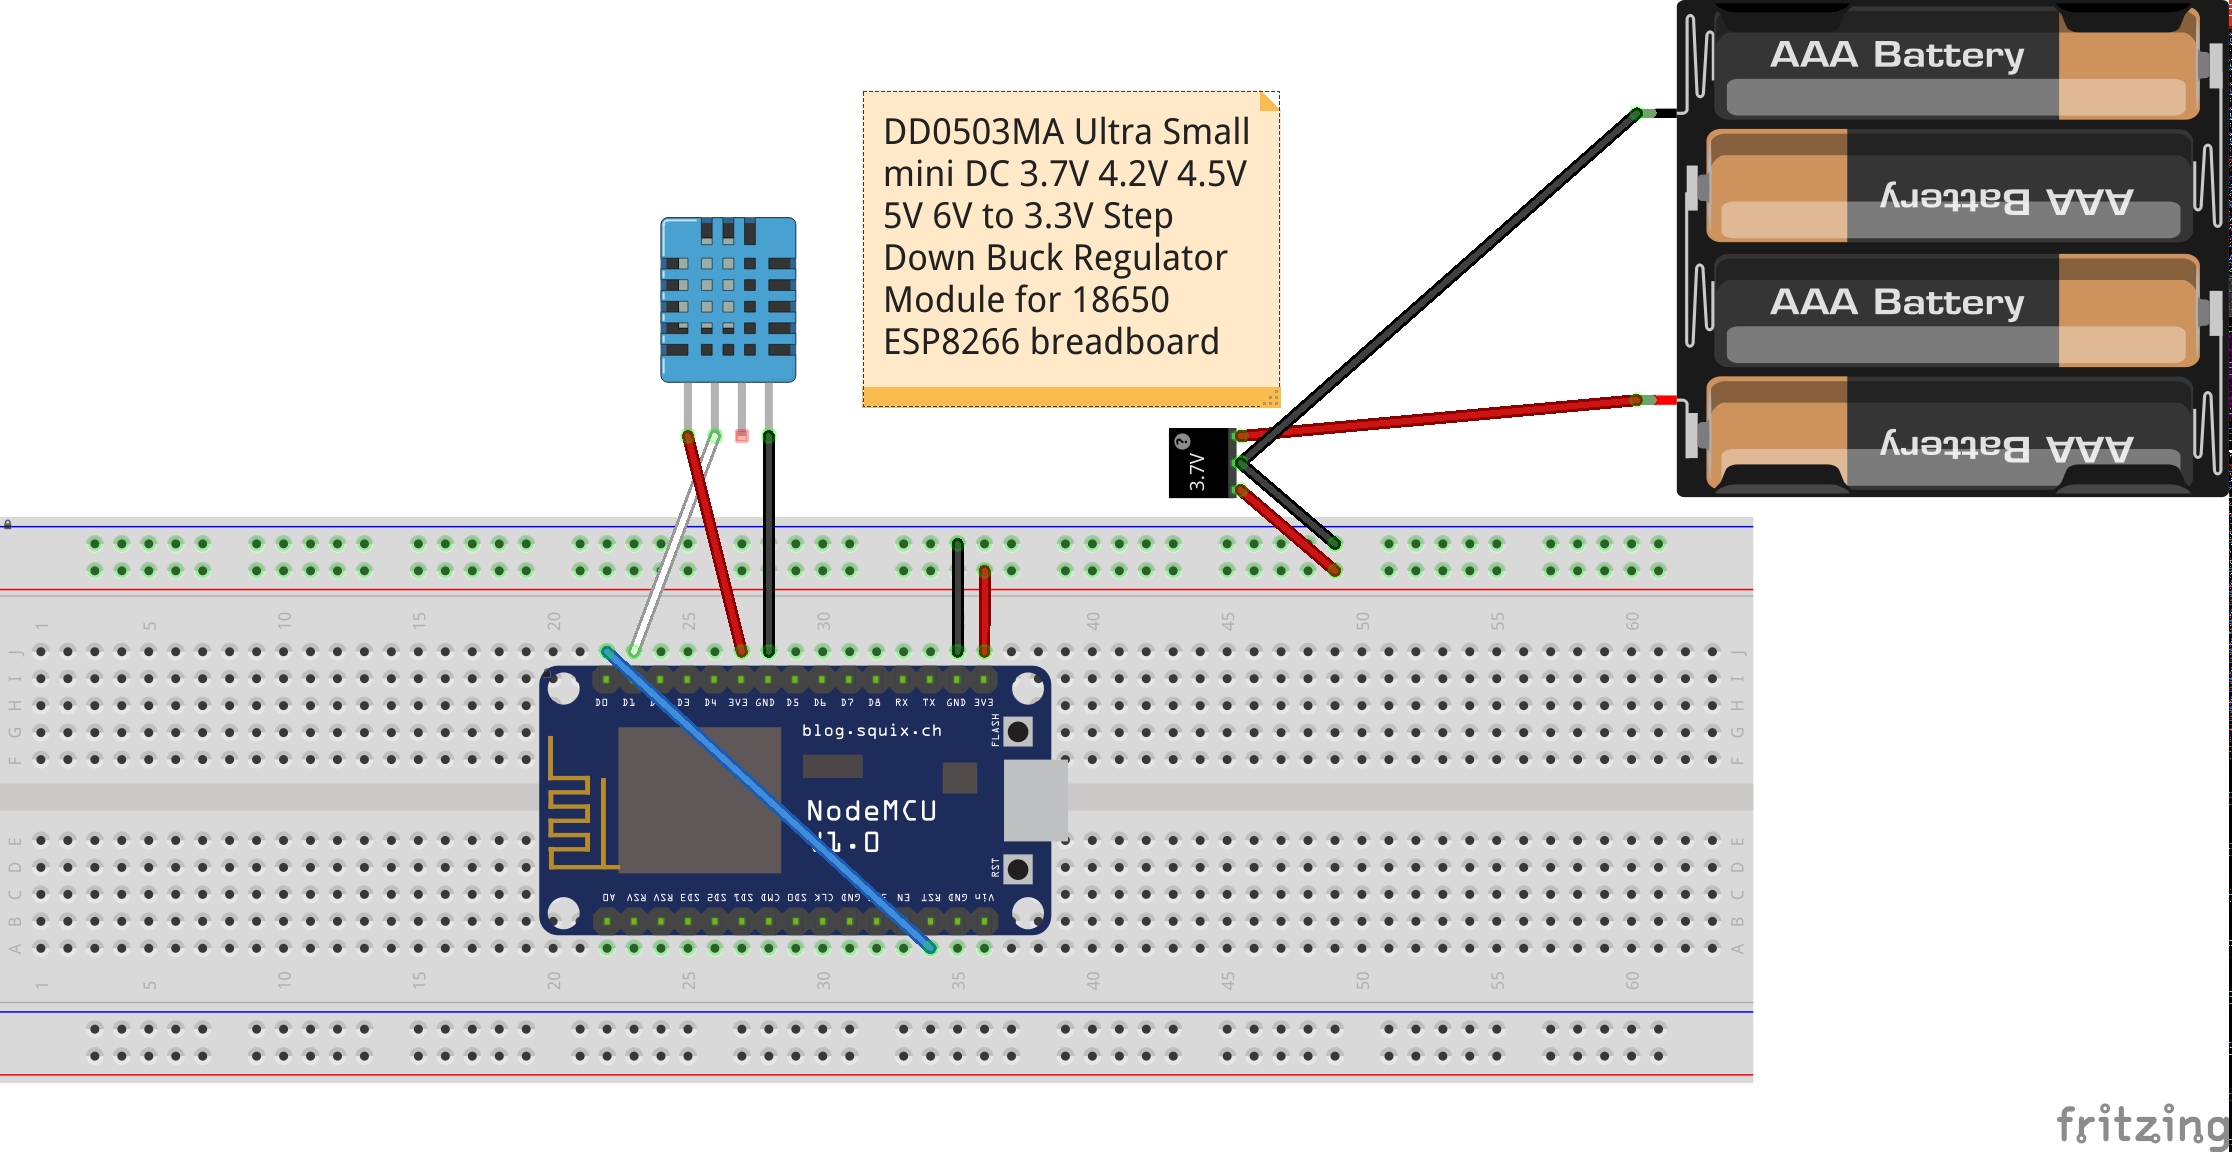 AAA Battery
AAA Battery
AAA Battery
AAA Battery
DD0503MA Ultra Small
mini DC 3.7V 4.2V 4.5V
5V 6V to 3.3V Step
Down Buck Regulator
Module for 18650
ESP8266 breadboard
3.7V
?
1 5 10 15 20 25 30 40 45 50 55 60
J J
I I
H H
G G
F F
D0 D1 D3 D4 3V3 GND D5 D6 D7 D8 RX TX GND 3V3
FLASH
blog.squix.ch
NodeMCU
1.0
RST
A0 RSV RSV SD3 SD2 SD1 CMD SD0 CLK GND EN RST GND Vin
E E
D D
C C
B B
A A
1 5 10 15 20 25 30 35 40 45 50 55 60
fritzing